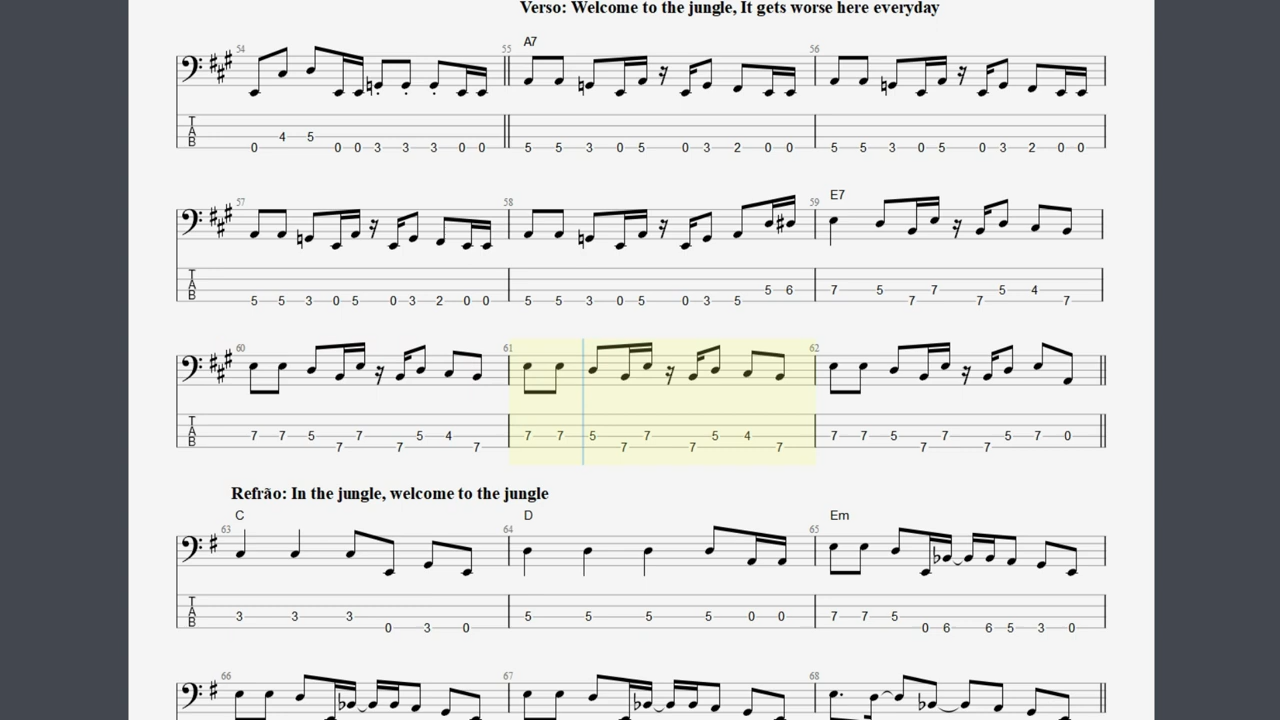 Verso: Welcome to the jungle, It gets worse here everyday
54 55 A7 56
T A B 0 4 5 0 0 3 3 3 0 0 5 5 3 0 5 0 3 2 0 0 5 5 3 0 5 0 3 2 0 0
57 58 59 E7
T A B 5 5 3 0 5 0 3 2 0 0 5 5 3 0 5 0 3 5 5 6 7 5 7 7 7 5 4 7
60 61 62
T A B 7 7 5 7 7 7 5 4 7 7 7 5 7 7 7 5 4 7 7 7 5 7 7 7 5 7 0
Refrão: In the jungle, welcome to the jungle
63 C 64 D 65 Em
T A B 3 3 3 0 3 0 5 5 5 5 0 0 7 7 5 0 6 6 5 3 0
66 67 68